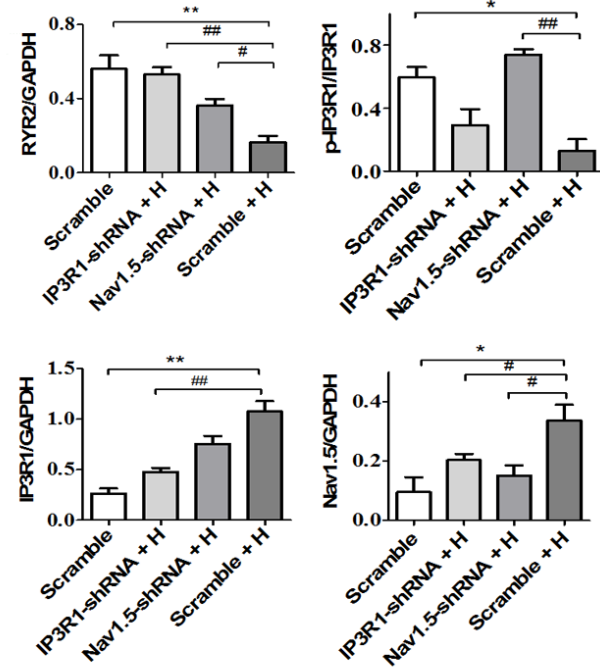 **
##
#
0.8
0.4
0.0
RYR2/GAPDH
Scramble
IP3R1-shRNA + H
Nav1.5-shRNA + H
Scramble + H
*
##
0.8
0.4
0.0
p-IP3R1/IP3R1
Scramble
IP3R1-shRNA + H
Nav1.5-shRNA + H
Scramble + H
**
##
1.5
1.0
0.5
0.0
IP3R1/GAPDH
Scramble
IP3R1-shRNA + H
Nav1.5-shRNA + H
Scramble + H
*
#
#
0.4
0.2
0.0
Nav1.5/GAPDH
Scramble
IP3R1-shRNA + H
Nav1.5-shRNA + H
Scramble + H